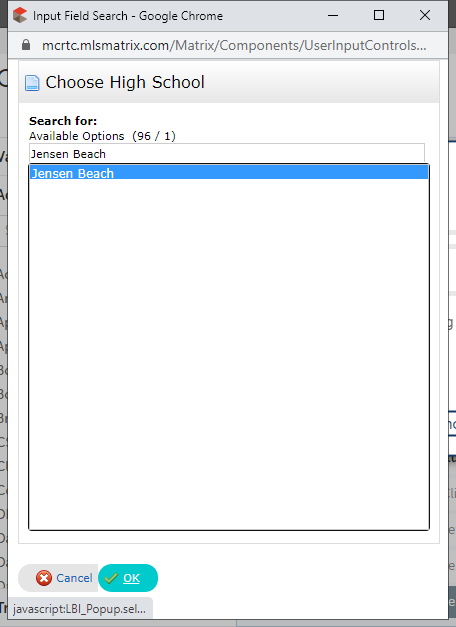 Input Field Search - Google Chrome
mcrtc.mlsmatrix.com/Matrix/Components/UserInputControls...
Choose High School
Search for:
Available Options (96 / 1)
Jensen Beach
Jensen Beach
Cancel
OK
javascript:LBI_Popup.sel...